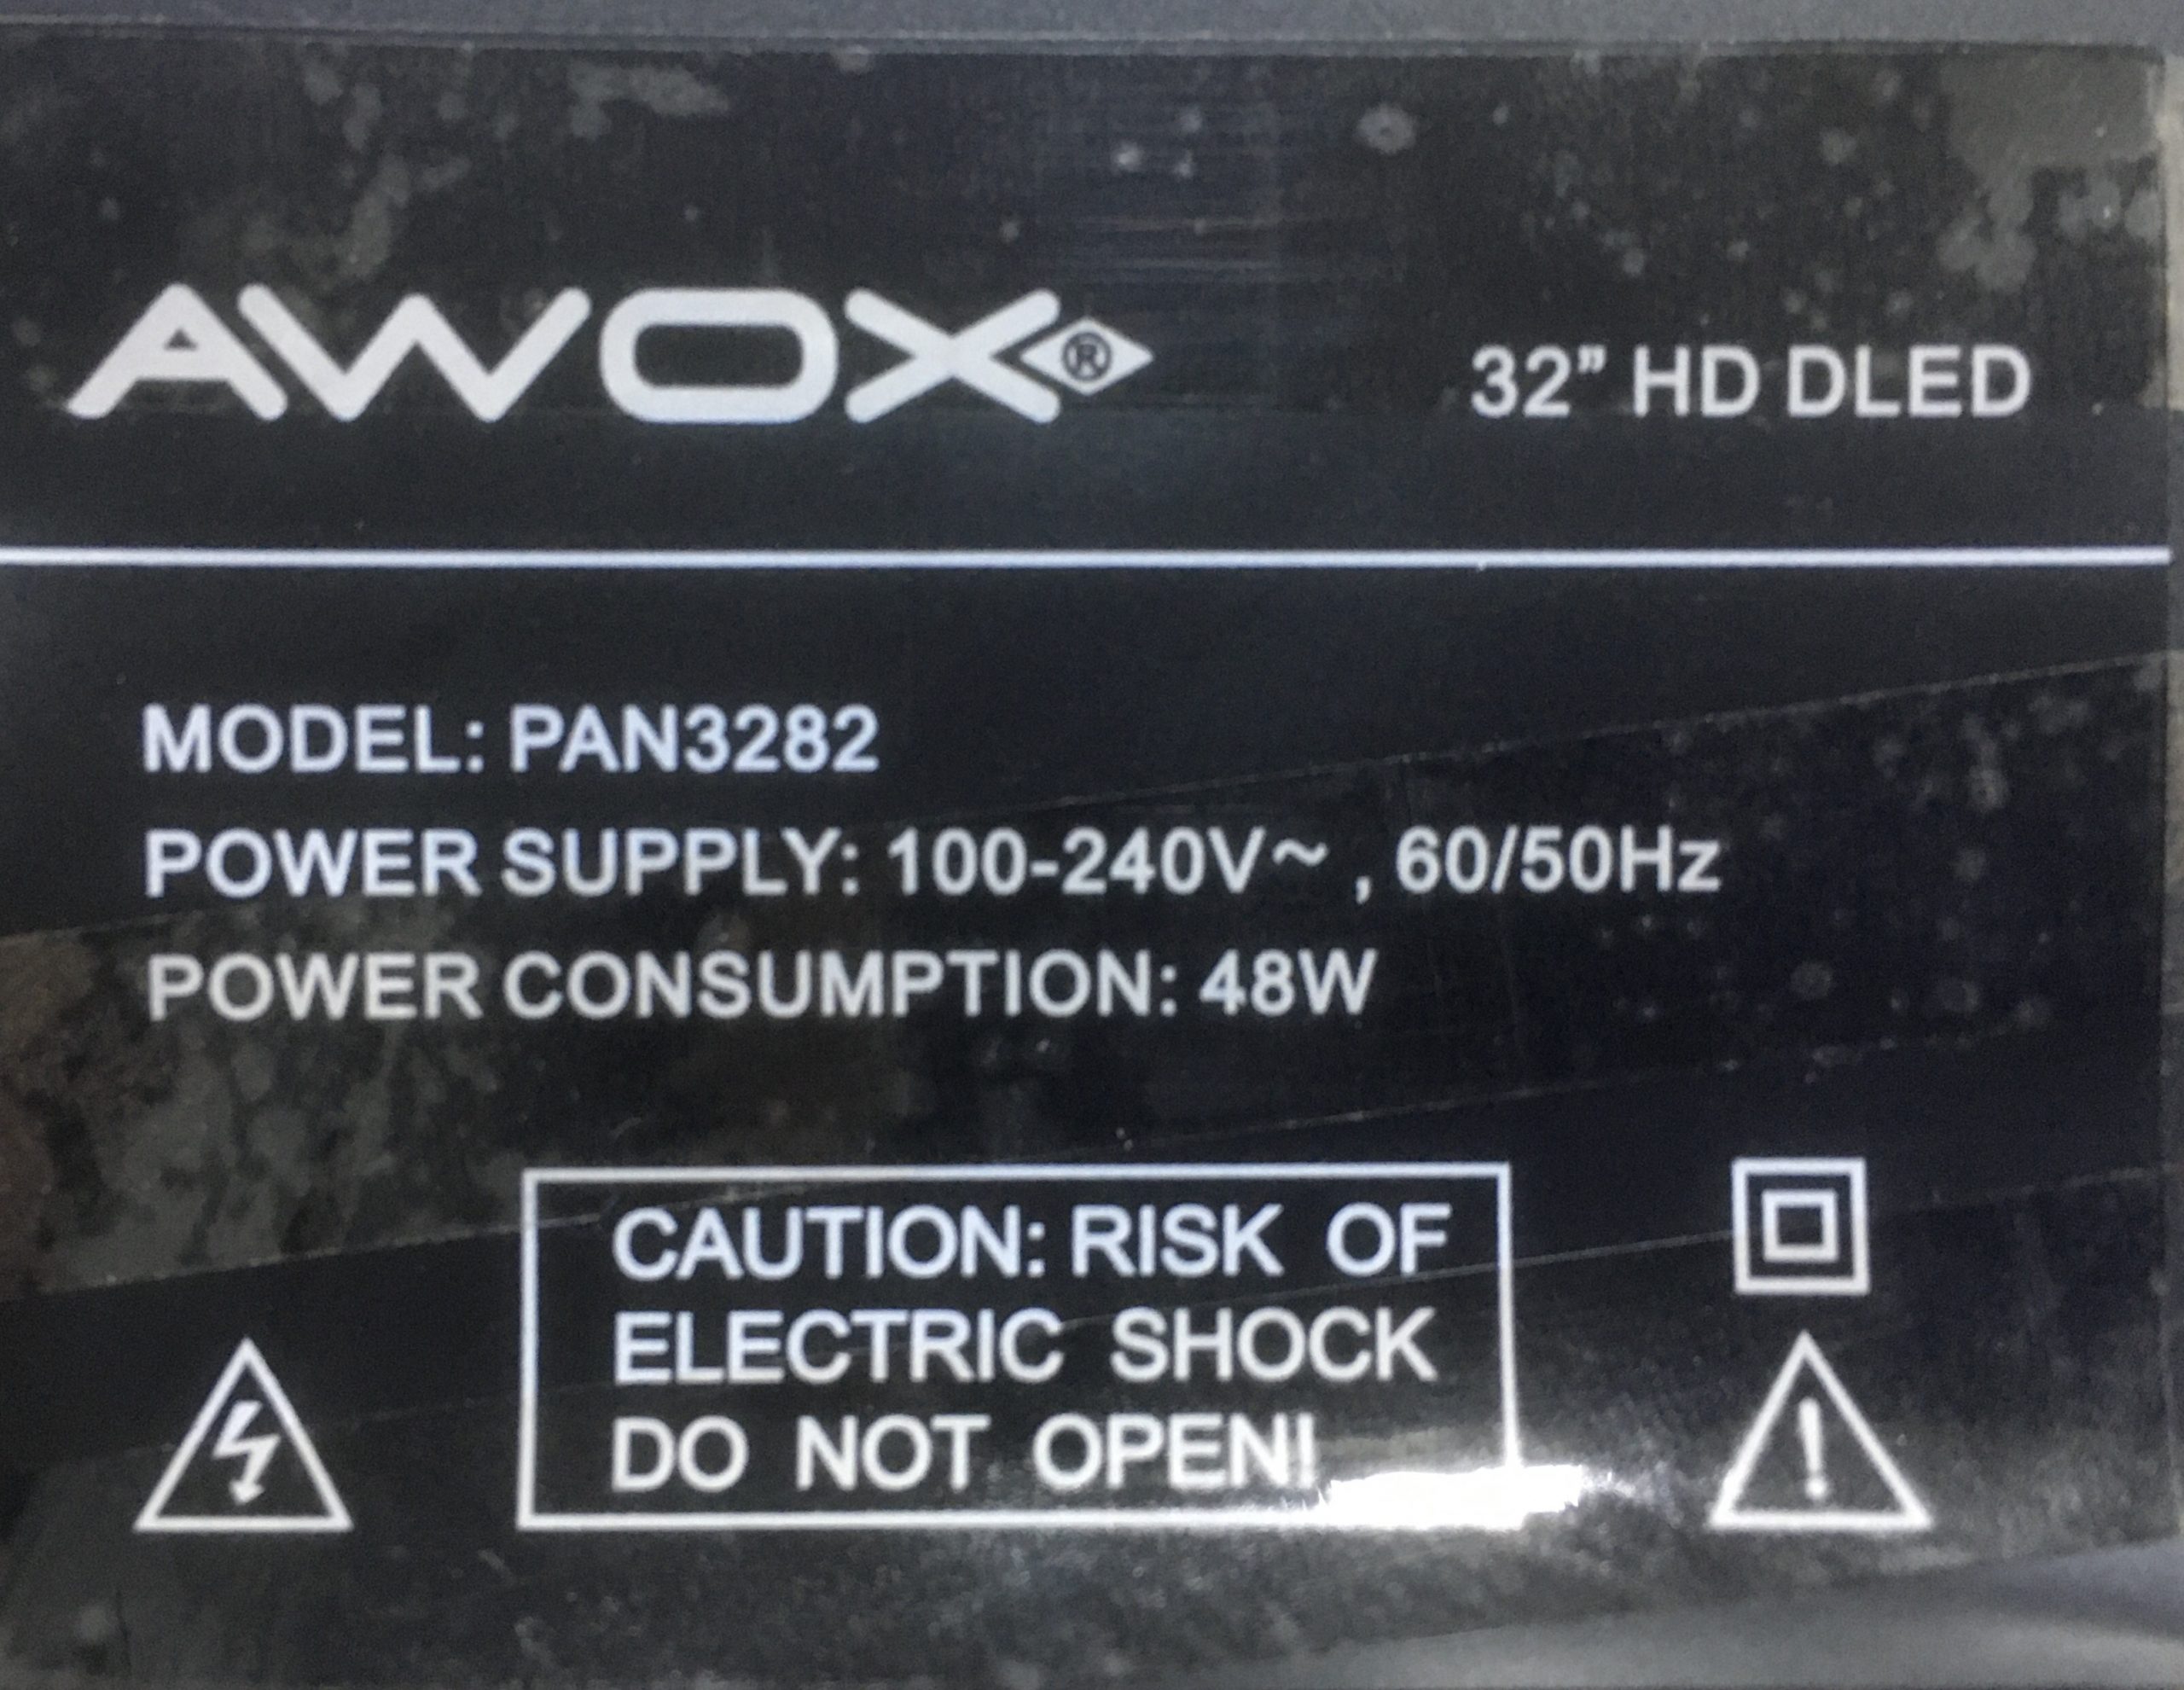 AWOX®
32” HD DLED
MODEL: PAN3282
POWER SUPPLY: 100-240V~ , 60/50Hz
POWER CONSUMPTION: 48W
CAUTION: RISK OF
ELECTRIC SHOCK
DO NOT OPEN!